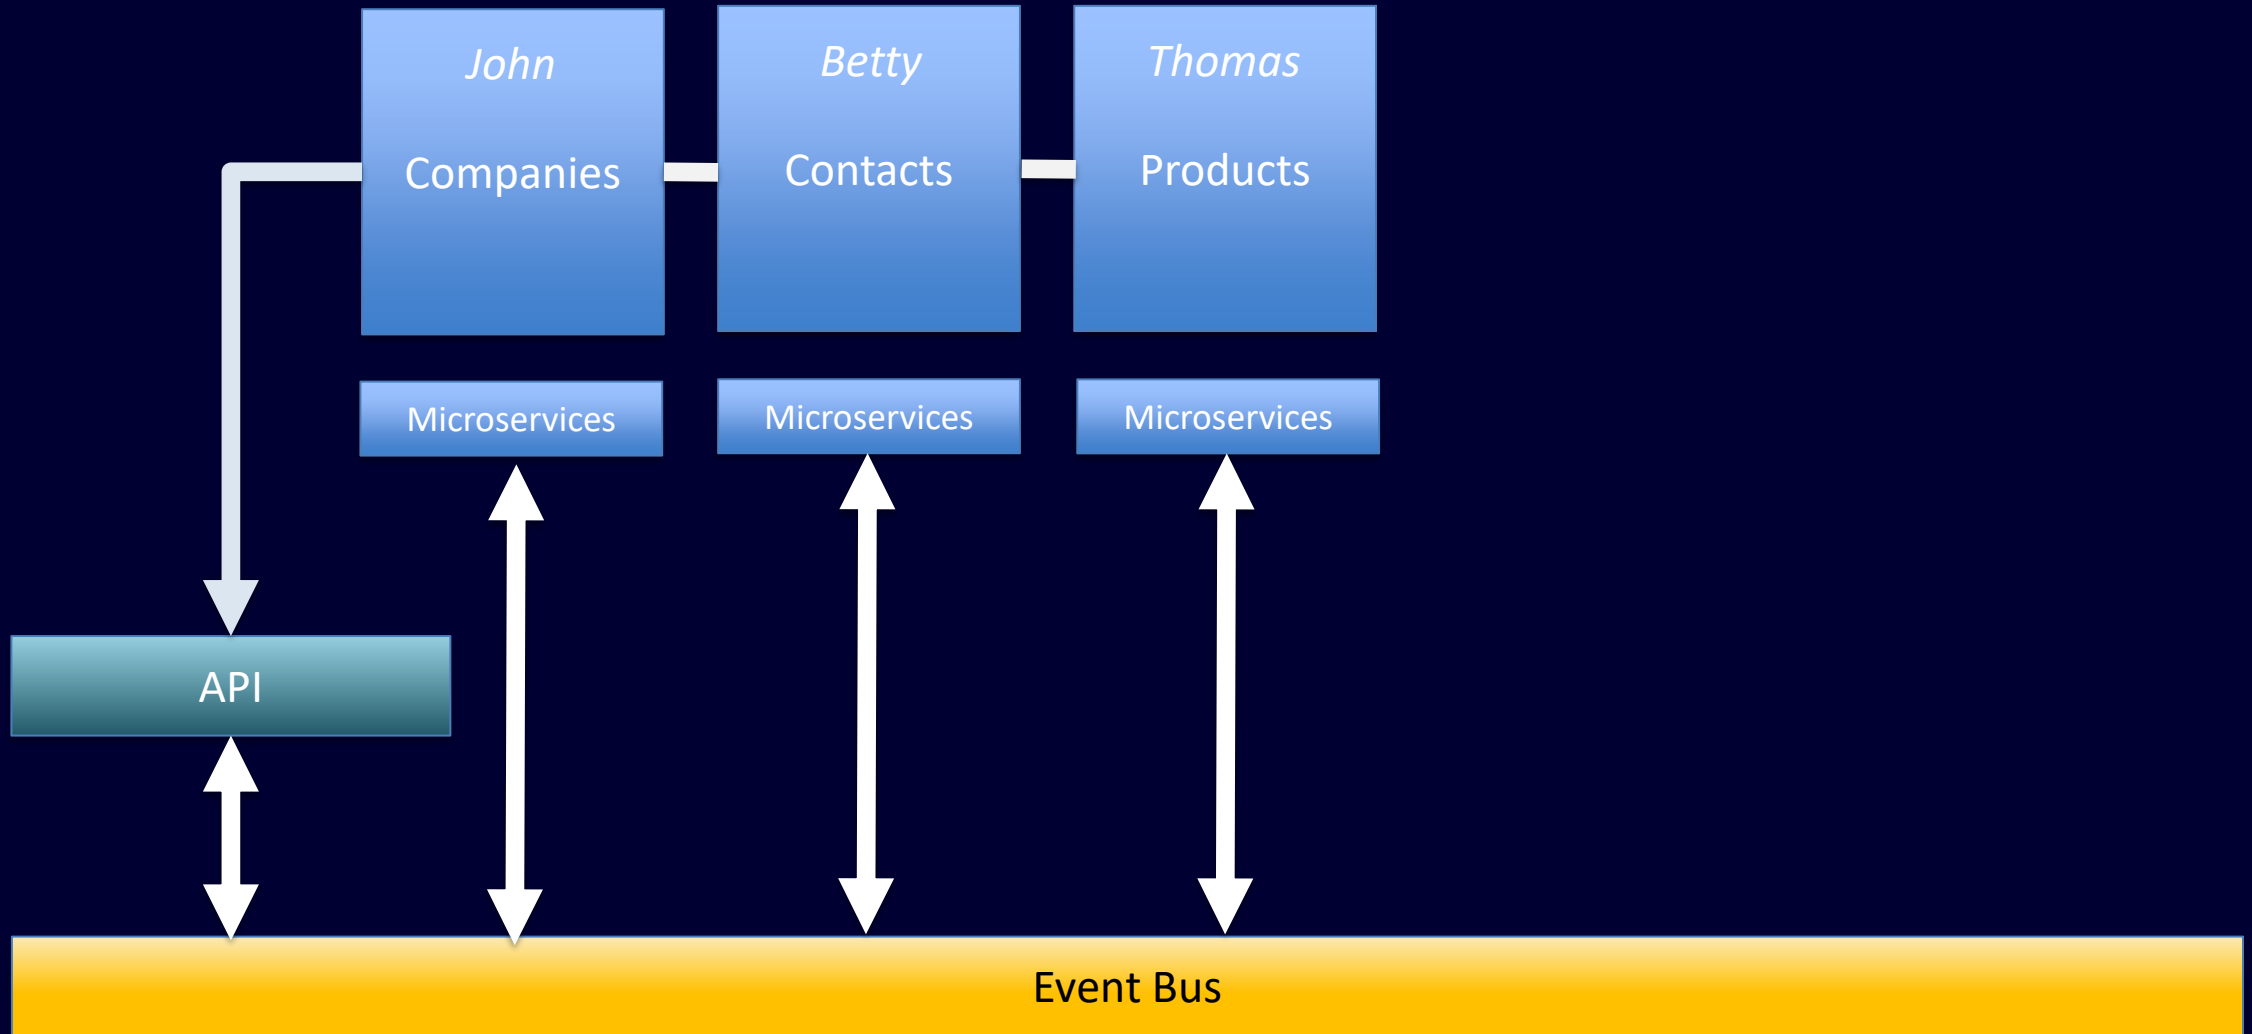 John
Companies
Betty
Contacts
Thomas
Products
Microservices
Microservices
Microservices
API
Event Bus